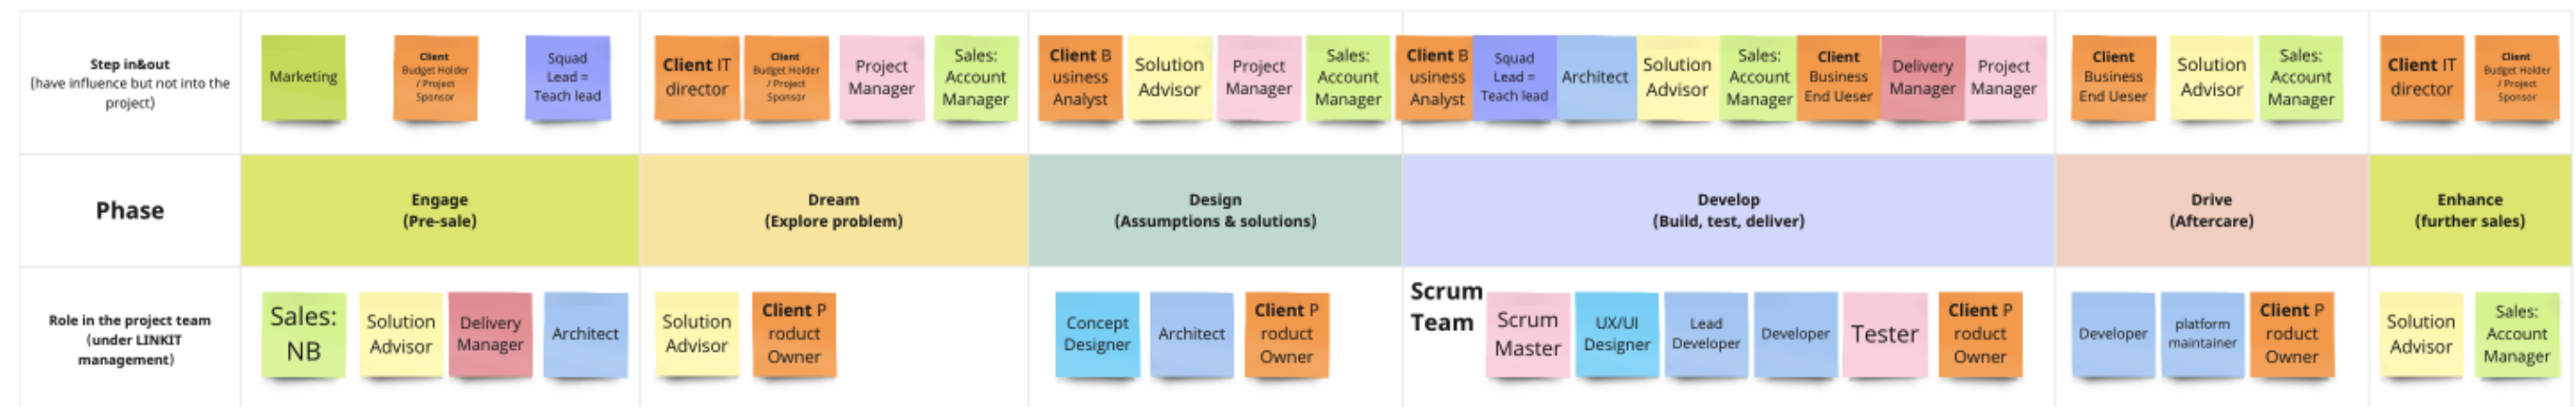 Step in&out
(have influence but not into the
project)
Marketing
Client
Budget Holder
/ Project
Sponsor
Squad
Lead =
Teach lead
Client IT
director
Client
Budget Holder
/ Project
Sponsor
Project
Manager
Sales:
Account
Manager
Client B
usiness
Analyst
Solution
Advisor
Project
Manager
Sales:
Account
Manager
Client B
usiness
Analyst
Squad
Lead =
Teach lead
Architect
Solution
Advisor
Sales:
Account
Manager
Client
Business
End Ueser
Delivery
Manager
Project
Manager
Client
Business
End Ueser
Solution
Advisor
Sales:
Account
Manager
Client IT
director
Client
Budget Holder
/ Project
Sponsor
Phase
Engage
(Pre-sale)
Dream
(Explore problem)
Design
(Assumptions & solutions)
Develop
(Build, test, deliver)
Drive
(Aftercare)
Enhance
(further sales)
Role in the project team
(under LINKIT
management)
Sales:
NB
Solution
Advisor
Delivery
Manager
Architect
Solution
Advisor
Client P
roduct
Owner
Concept
Designer
Architect
Client P
roduct
Owner
Scrum
Team
Scrum
Master
UX/UI
Designer
Lead
Developer
Developer
Tester
Client P
roduct
Owner
Developer
platform
maintainer
Client P
roduct
Owner
Solution
Advisor
Sales:
Account
Manager